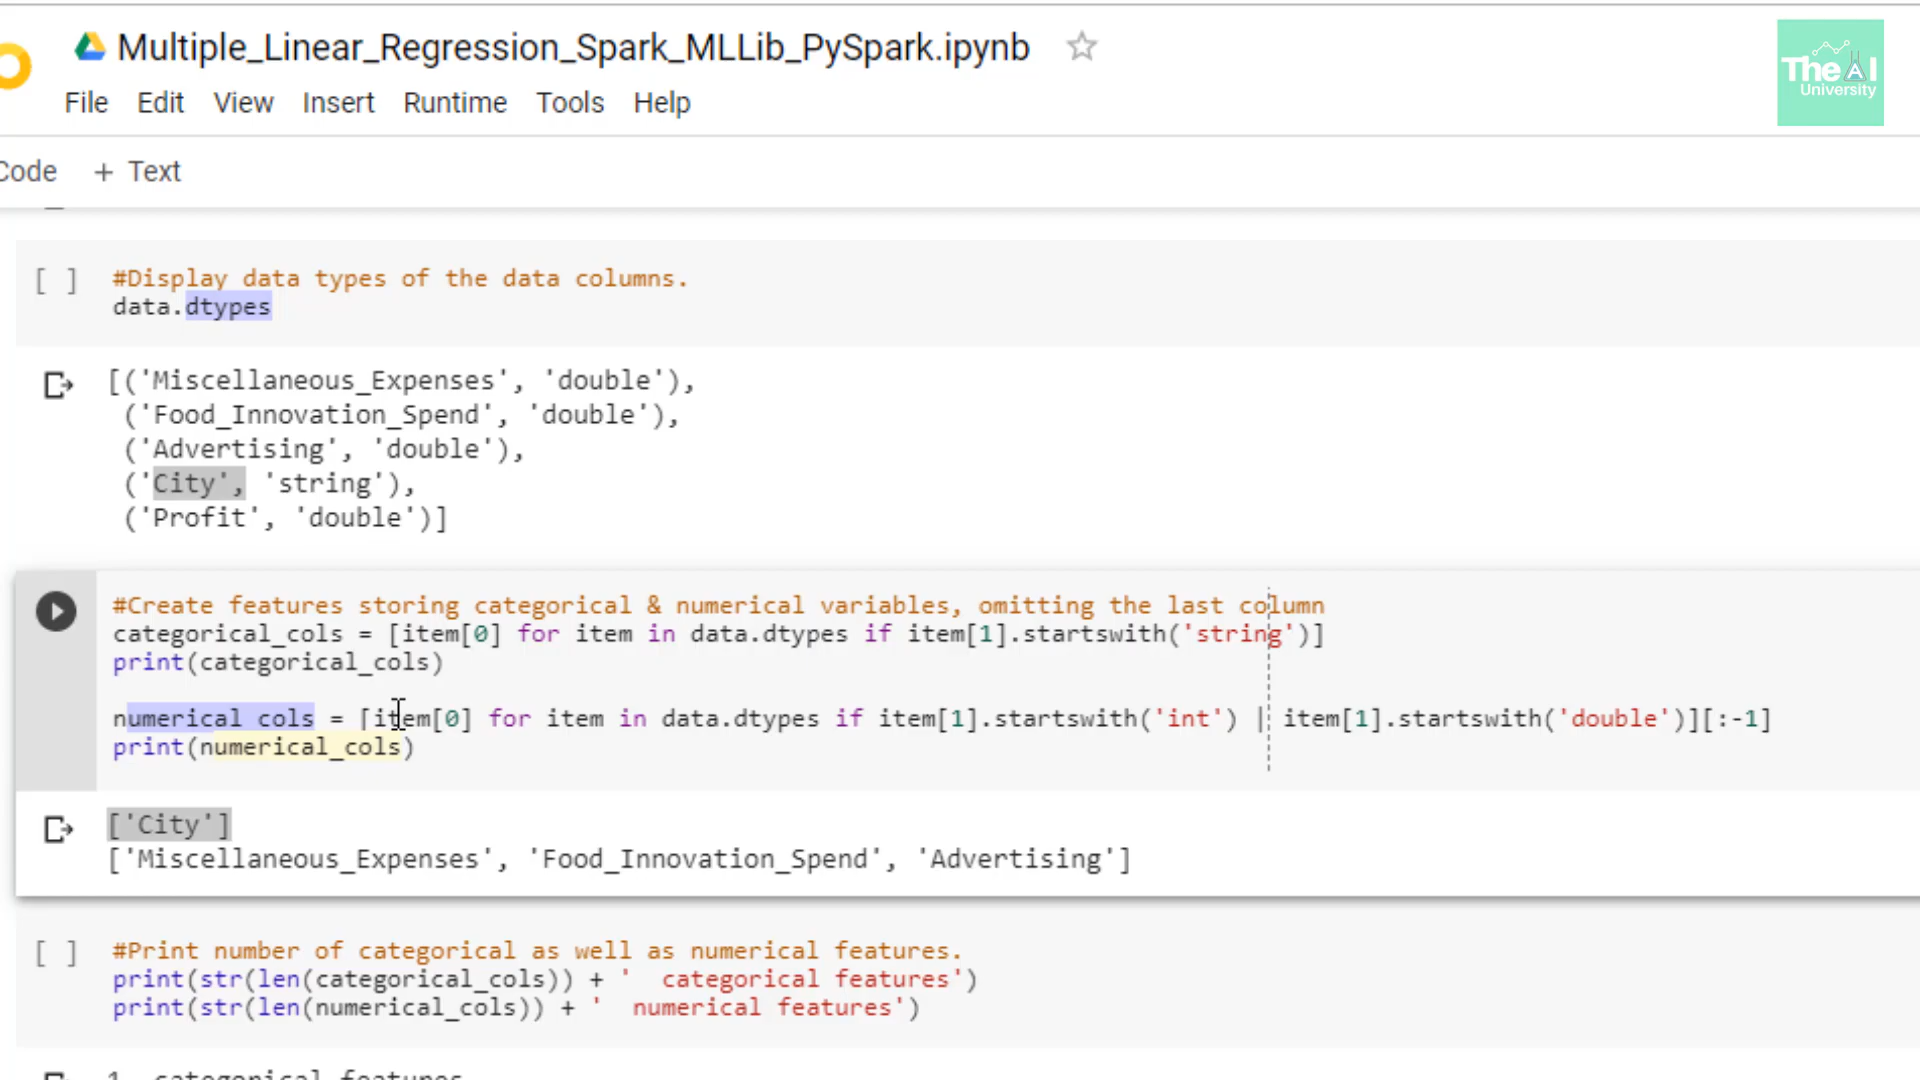 Multiple_Linear_Regression_Spark_MLLib_PySpark.ipynb
The AI
University
File Edit View Insert Runtime Tools Help
Code + Text
[ ] #Display data types of the data columns.
data.dtypes
[('Miscellaneous_Expenses', 'double'),
('Food_Innovation_Spend', 'double'),
('Advertising', 'double'),
('City', 'string'),
('Profit', 'double')]
#Create features storing categorical & numerical variables, omitting the last column
categorical_cols = [item[0] for item in data.dtypes if item[1].startswith('string')]
print(categorical_cols)
numerical_cols = [item[0] for item in data.dtypes if item[1].startswith('int') | item[1].startswith('double')][:-1]
print(numerical_cols)
['City']
['Miscellaneous_Expenses', 'Food_Innovation_Spend', 'Advertising']
[ ] #Print number of categorical as well as numerical features.
print(str(len(categorical_cols)) + '  categorical features')
print(str(len(numerical_cols)) + '  numerical features')
1  categorical features